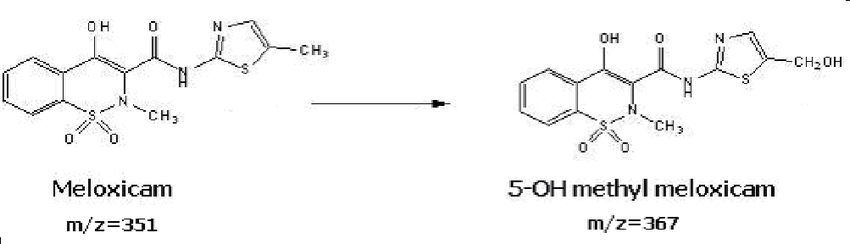 OH
O
N
CH3
N
H
S
N
CH3
S
O O
Meloxicam
m/z=351
OH
O
N
CH2OH
N
H
S
N
CH3
S
O O
5-OH methyl meloxicam
m/z=367